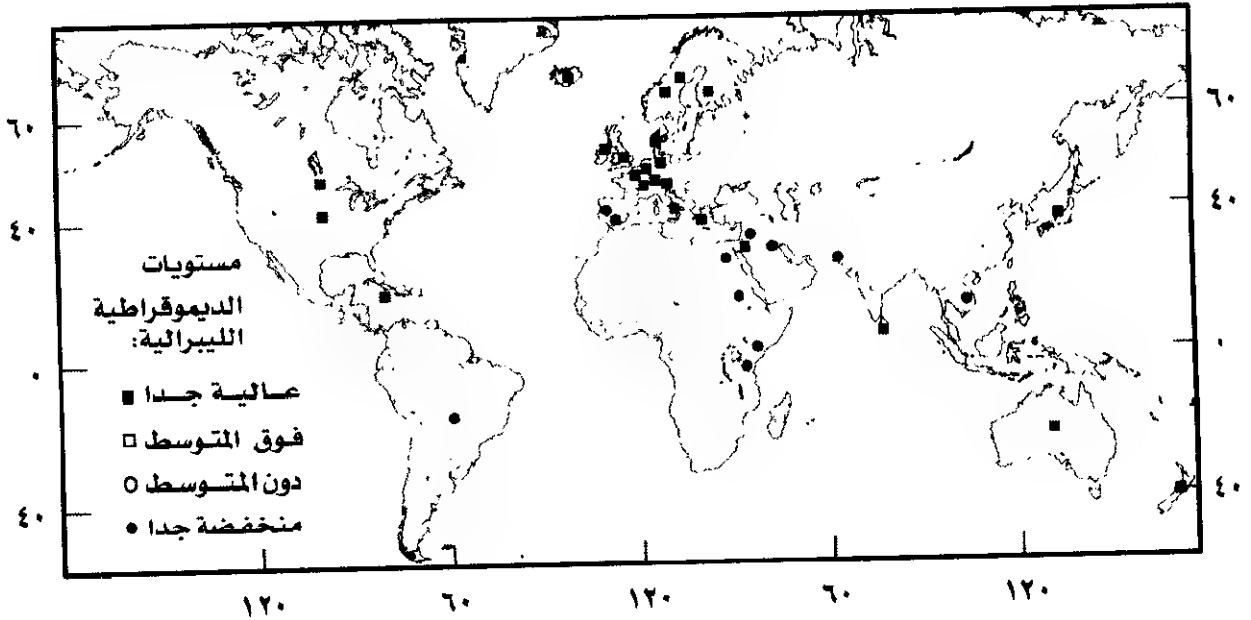 ٦٠
٤٠
٠
٤٠
٦٠
٤٠
٠
٤٠
مستويات
الديموقراطية
الليبرالية:
عالية جدا
فوق المتوسط
دون المتوسط
منخفضة جدا
١٢٠
٦٠
١٢٠
٦٠
١٢٠